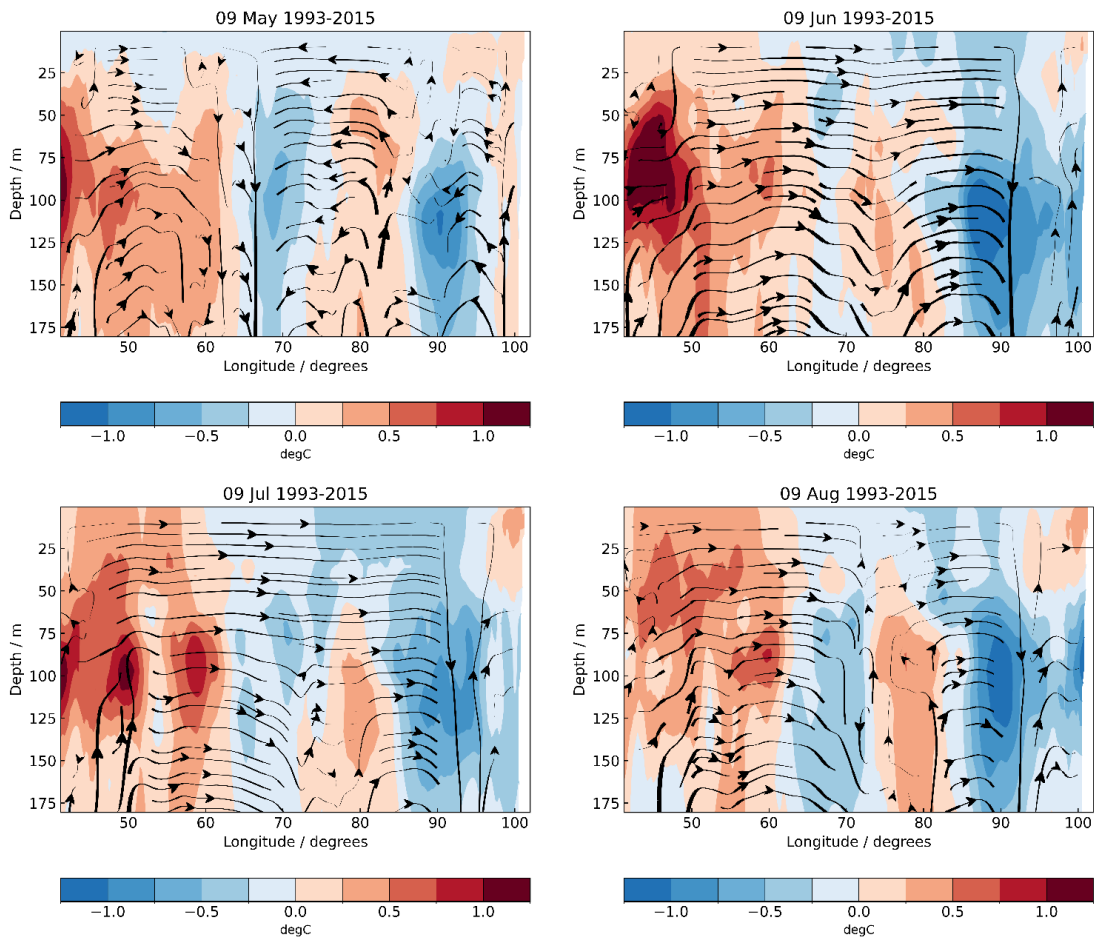 09 May 1993-2015
Depth / m
25
50
75
100
125
150
175
50 60 70 80 90 100
Longitude / degrees
−1.0 −0.5 0.0 0.5 1.0
degC
09 Jun 1993-2015
Depth / m
25
50
75
100
125
150
175
50 60 70 80 90 100
Longitude / degrees
−1.0 −0.5 0.0 0.5 1.0
degC
09 Jul 1993-2015
Depth / m
25
50
75
100
125
150
175
50 60 70 80 90 100
Longitude / degrees
−1.0 −0.5 0.0 0.5 1.0
degC
09 Aug 1993-2015
Depth / m
25
50
75
100
125
150
175
50 60 70 80 90 100
Longitude / degrees
−1.0 −0.5 0.0 0.5 1.0
degC